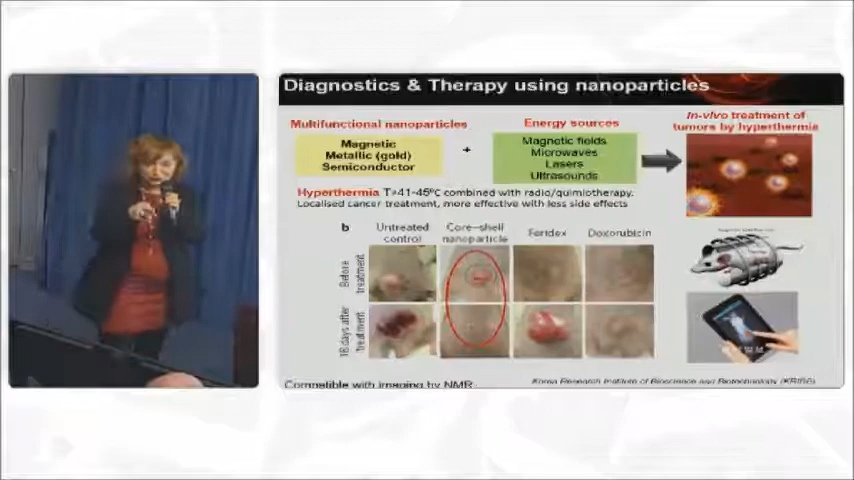 Diagnostics & Therapy using nanoparticles
Multifunctional nanoparticles
Magnetic
Metallic (gold)
Semiconductor
+
Energy sources
Magnetic fields
Microwaves
Lasers
Ultrasounds
In-vivo treatment of
tumors by hyperthermia
Hyperthermia T=41-45ºC combined with radio/quimiotherapy.
Localised cancer treatment, more effective with less side effects
b
Untreated
control
Core–shell
nanoparticle
Feridex
Doxorubicin
Before
treatment
18 days after
treatment
Compatible with imaging by NMR
Korea Research Institute of Bioscience and Biotechnology (KRIBB)